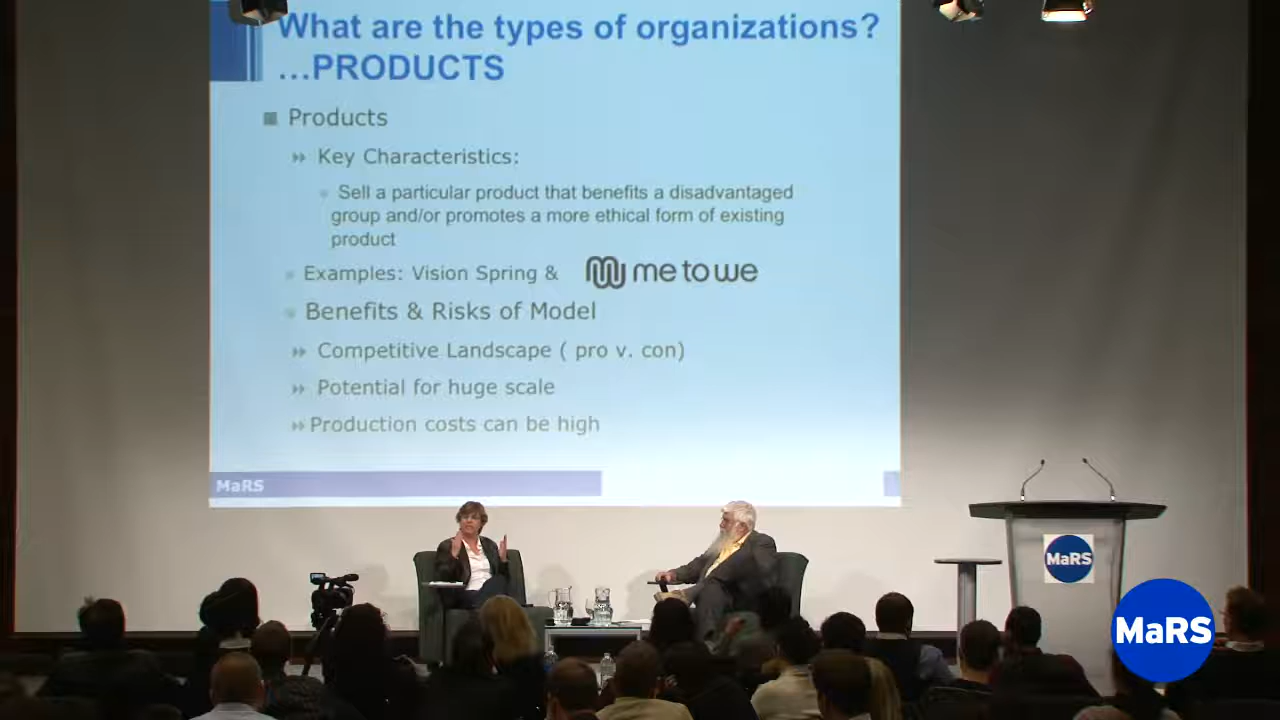 What are the types of organizations?
…PRODUCTS
Products
Key Characteristics:
Sell a particular product that benefits a disadvantaged
group and/or promotes a more ethical form of existing
product
Examples: Vision Spring & me to we
Benefits & Risks of Model
Competitive Landscape ( pro v. con)
Potential for huge scale
Production costs can be high
MaRS
MaRS
MaRS